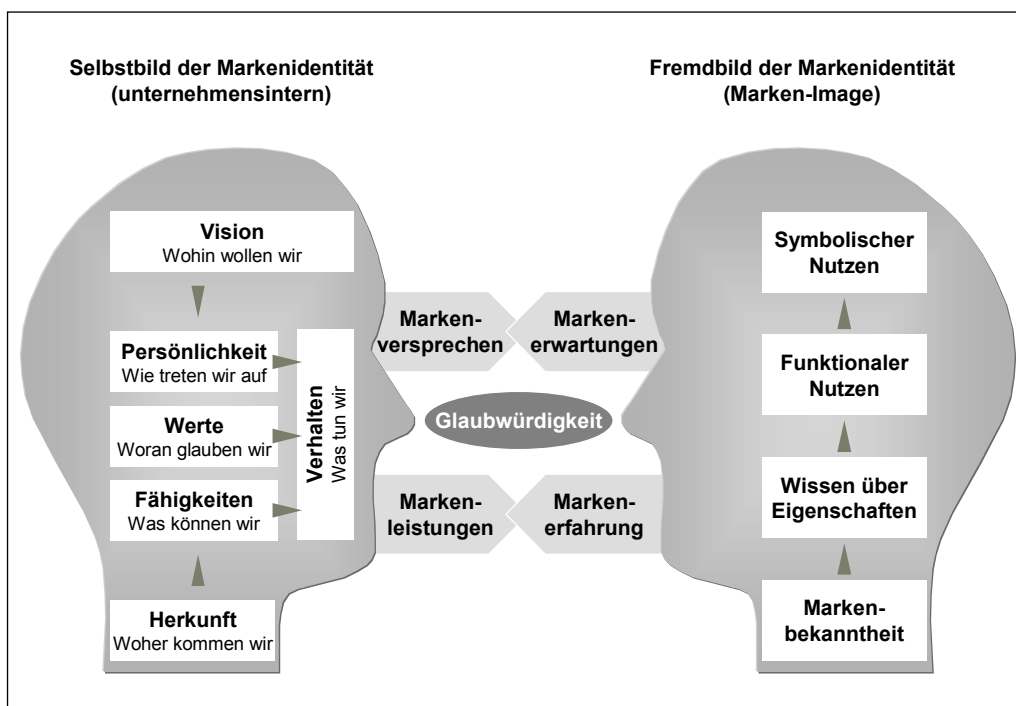 Selbstbild der Markenidentität
(unternehmensintern)
Fremdbild der Markenidentität
(Marken-Image)
Vision
Wohin wollen wir
Persönlichkeit
Wie treten wir auf
Werte
Woran glauben wir
Fähigkeiten
Was können wir
Herkunft
Woher kommen wir
Verhalten
Was tun wir
Marken-
versprechen
Marken-
erwartungen
Glaubwürdigkeit
Marken-
leistungen
Marken-
erfahrung
Symbolischer
Nutzen
Funktionaler
Nutzen
Wissen über
Eigenschaften
Marken-
bekanntheit